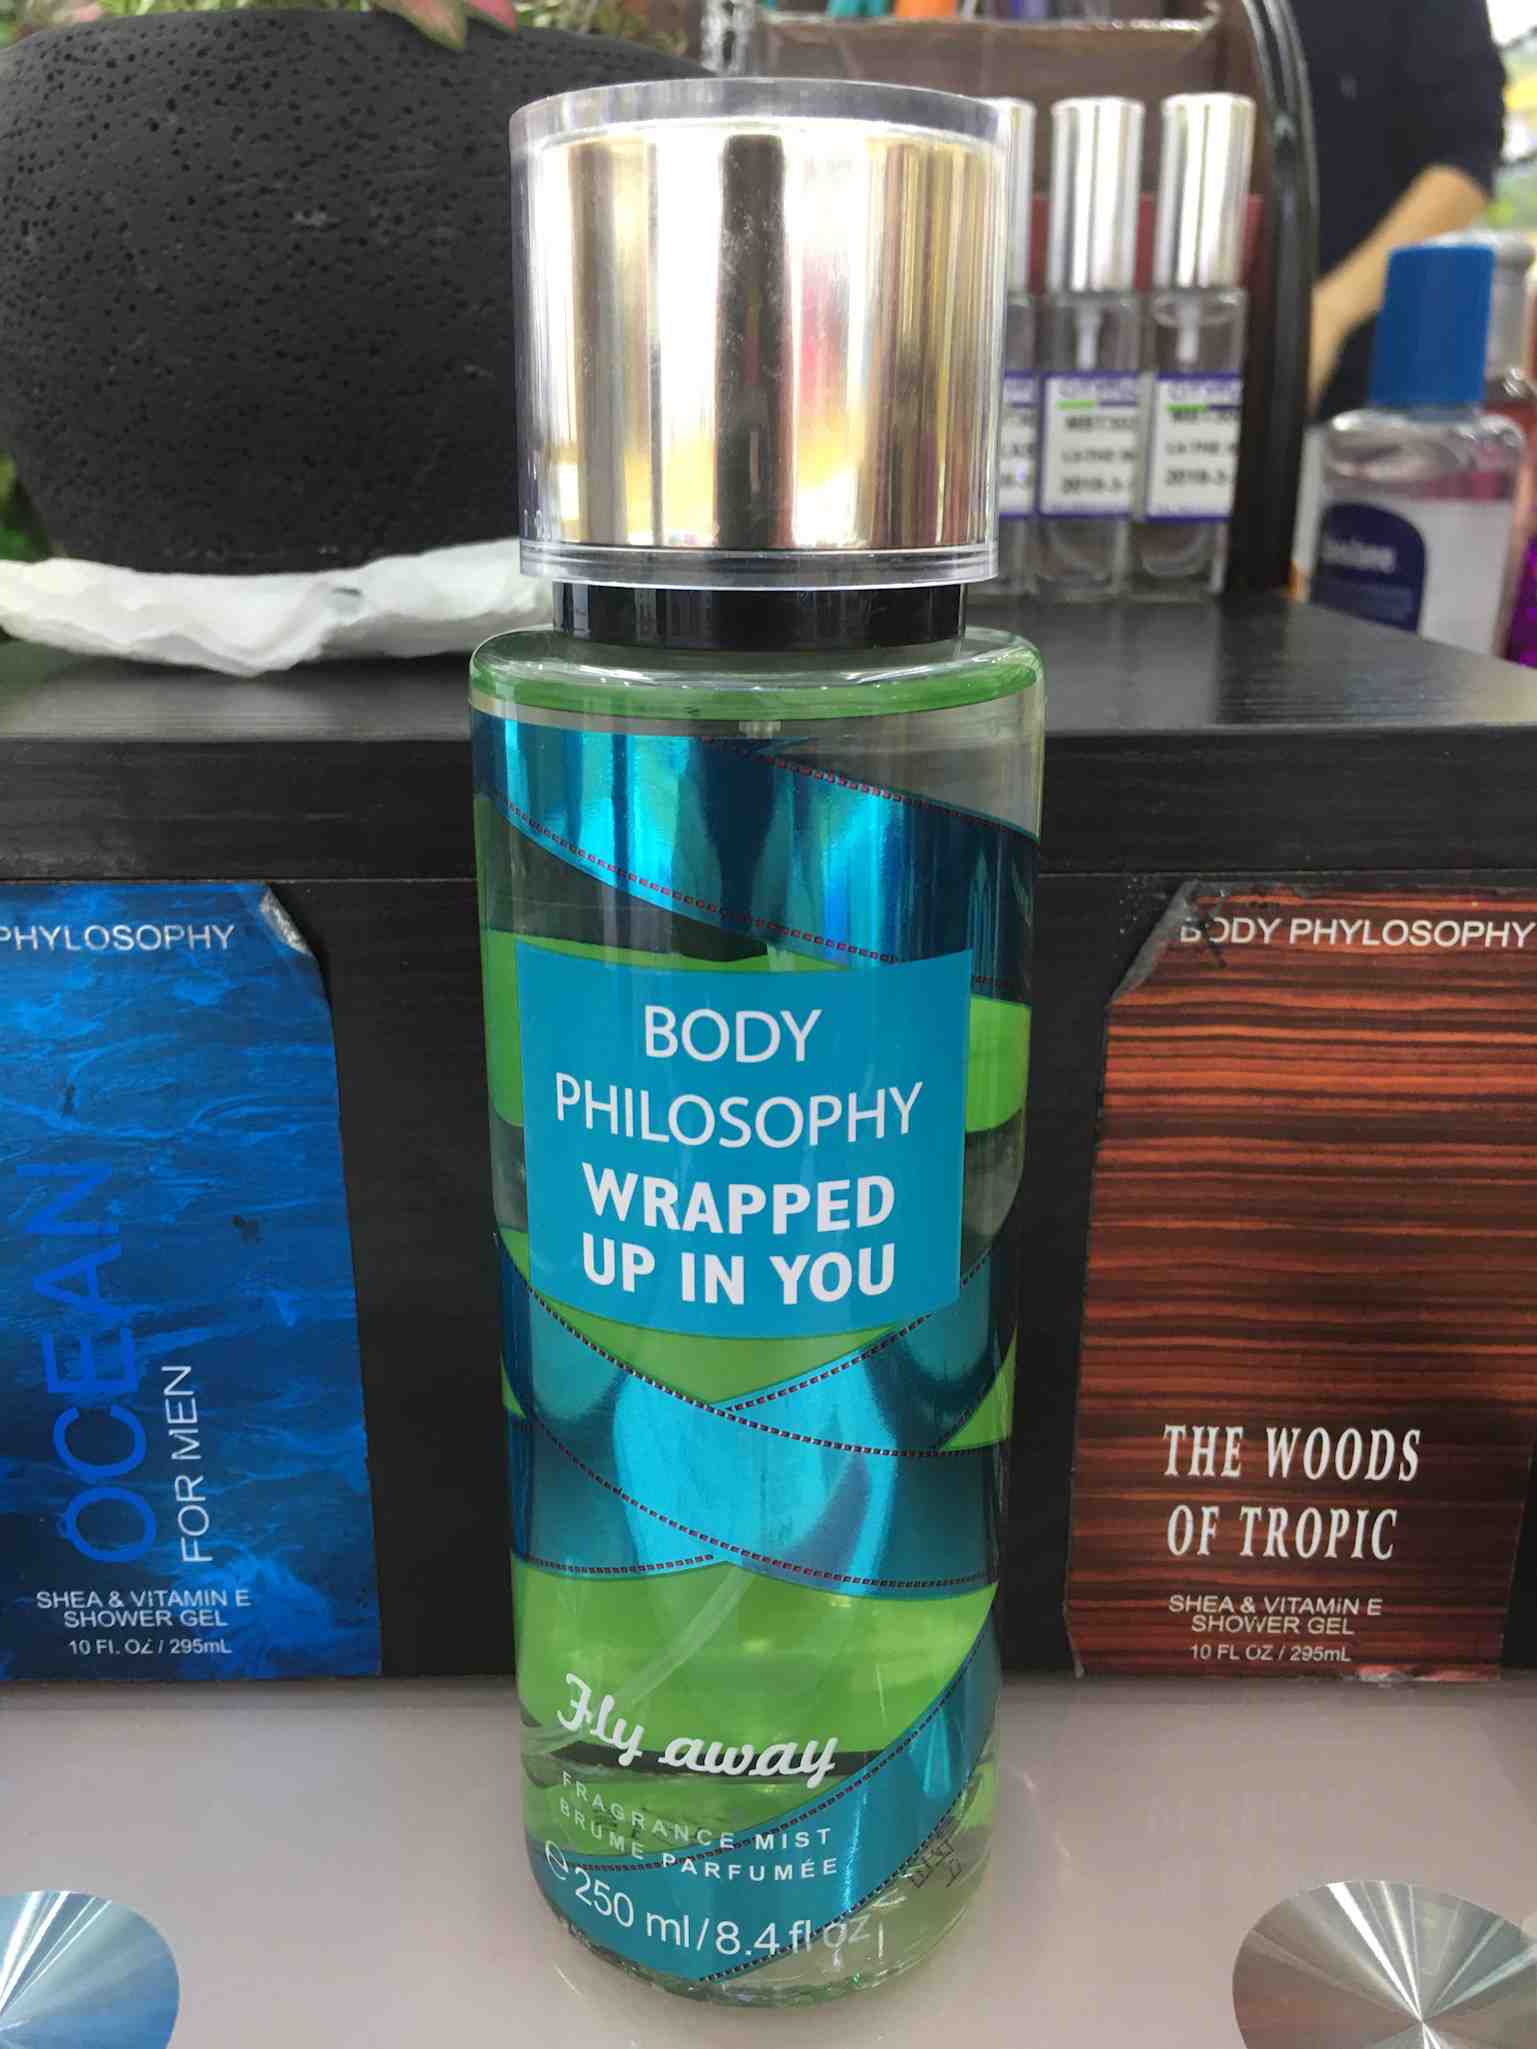 BODY
PHILOSOPHY
WRAPPED
UP IN YOU
Fly away
FRAGRANCE MIST
BRUME PARFUMÉE
℮ 250 ml/8.4 fl oz
PHYLOSOPHY
OCEAN
FOR MEN
SHEA & VITAMIN E
SHOWER GEL
10 FL. OZ / 295mL
BODY PHYLOSOPHY
THE WOODS
OF TROPIC
SHEA & VITAMIN E
SHOWER GEL
10 FL OZ / 295mL